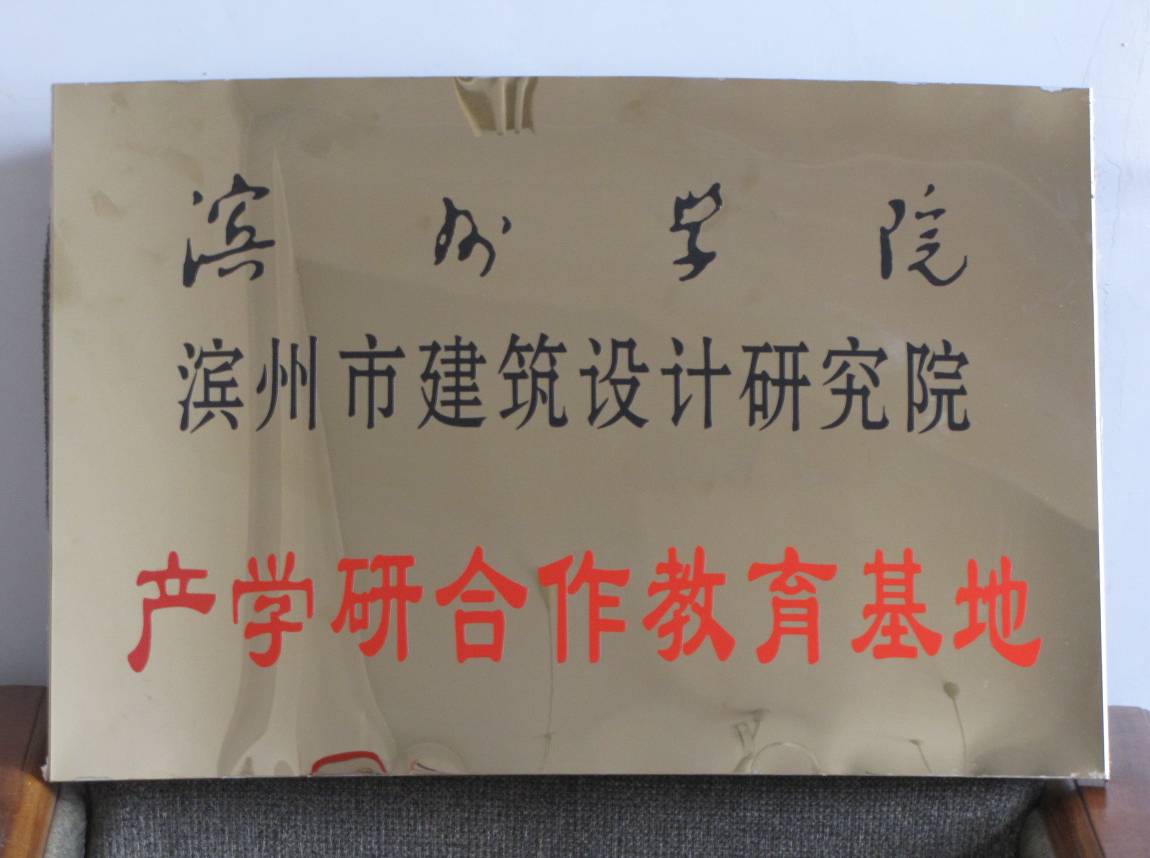 滨州学院
滨州市建筑设计研究院
产学研合作教育基地